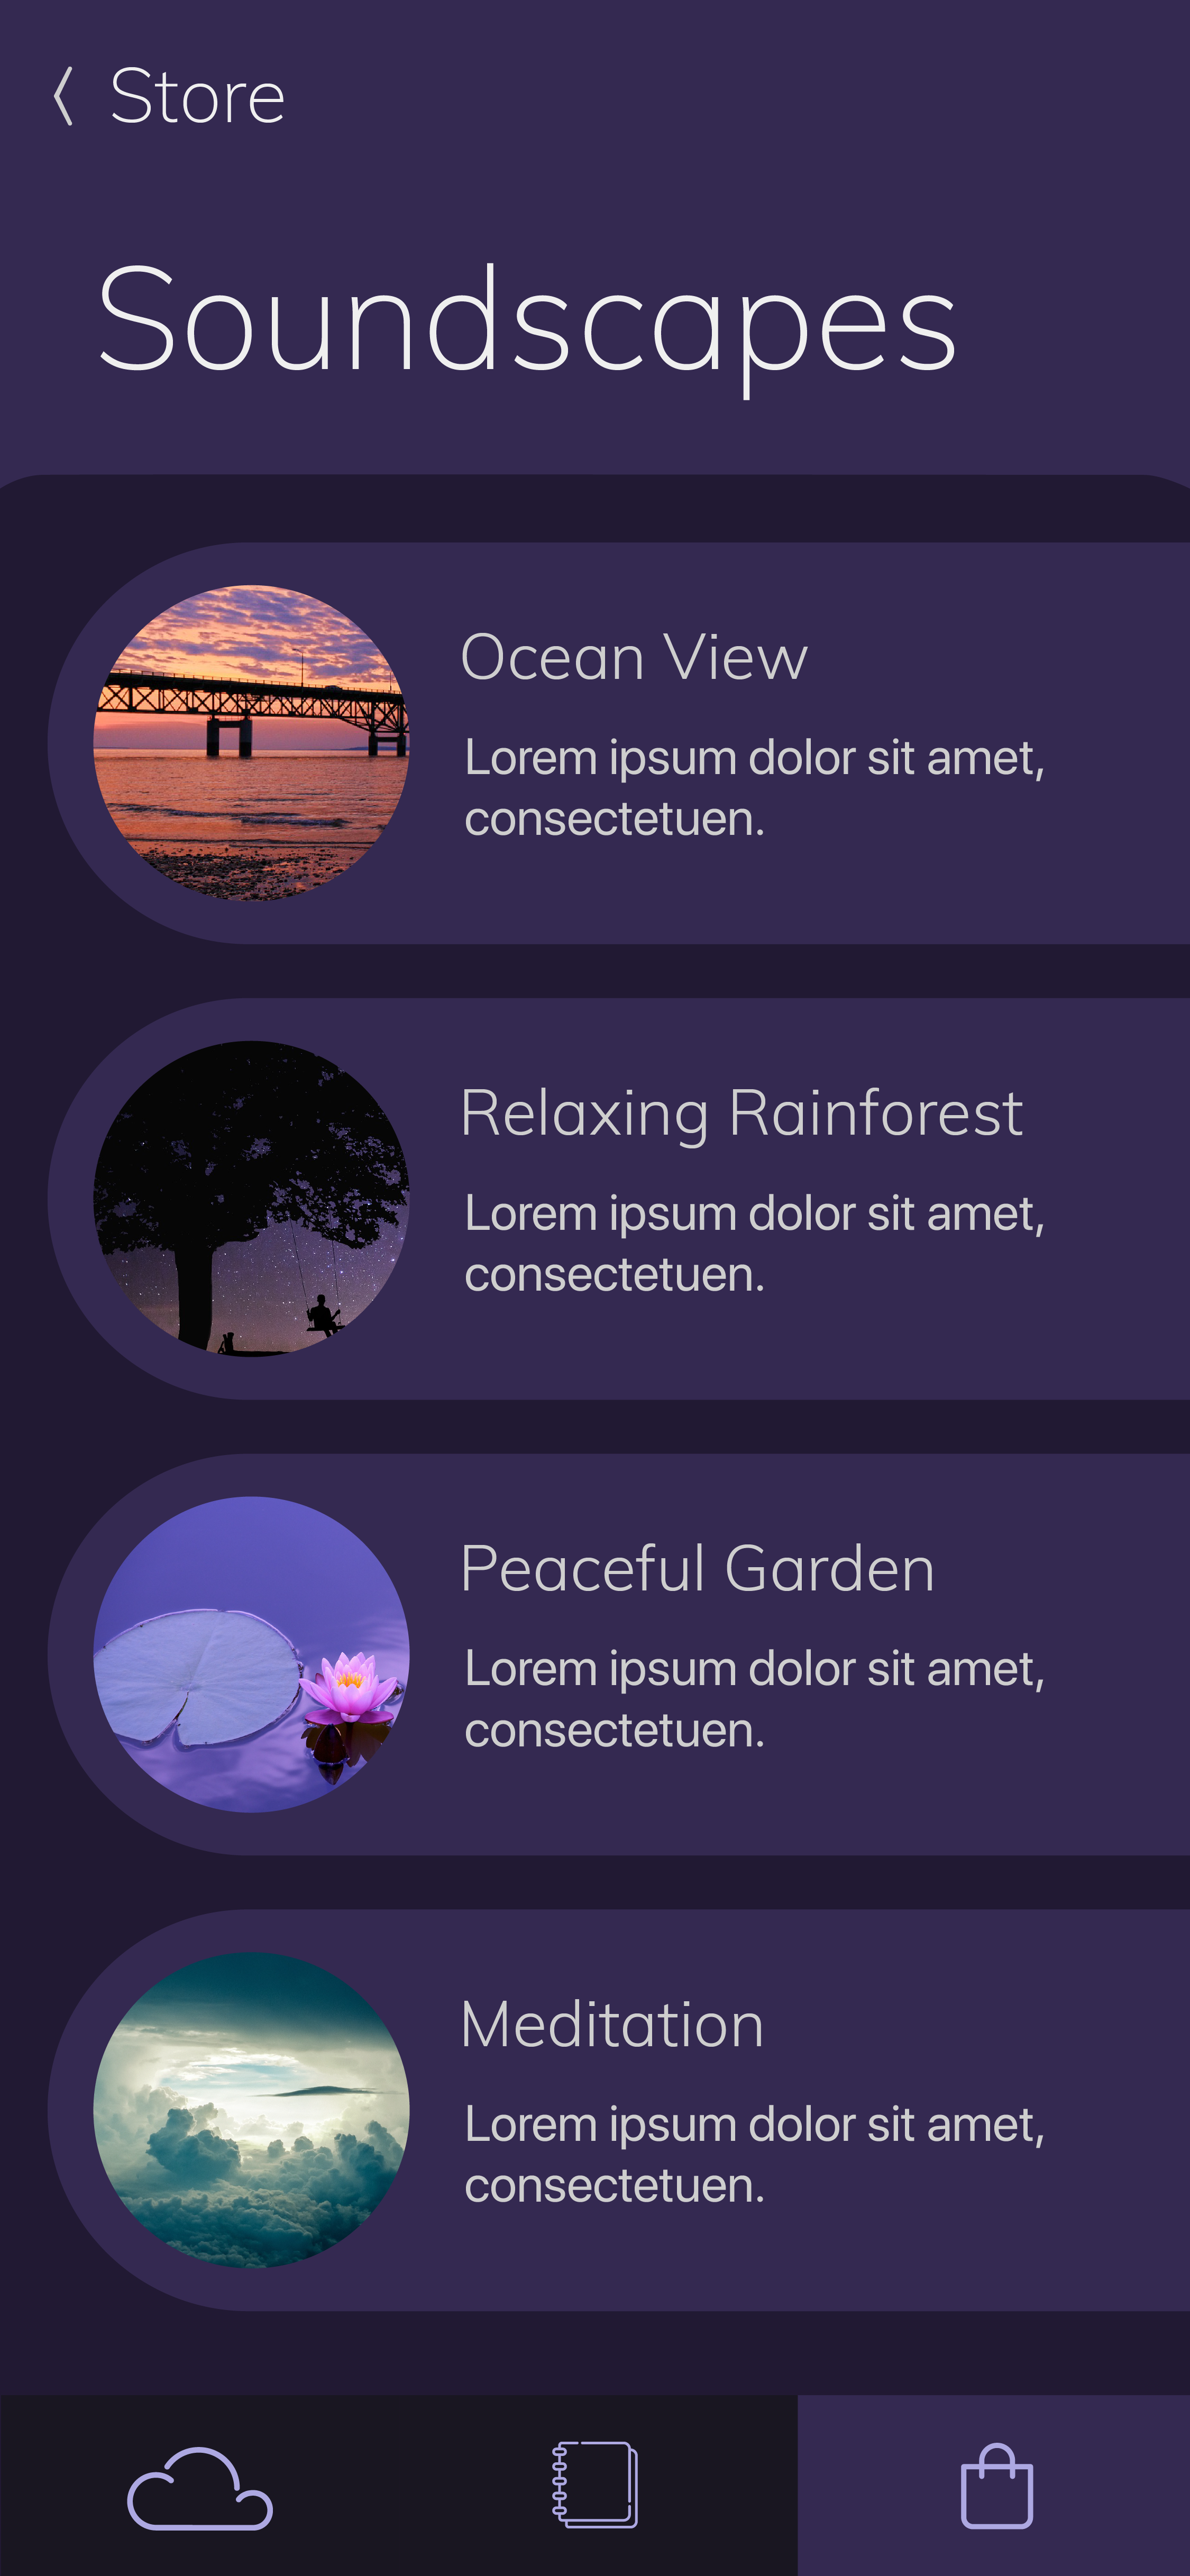 Store
Soundscapes
Ocean View
Lorem ipsum dolor sit amet,
consectetuen.
Relaxing Rainforest
Lorem ipsum dolor sit amet,
consectetuen.
Peaceful Garden
Lorem ipsum dolor sit amet,
consectetuen.
Meditation
Lorem ipsum dolor sit amet,
consectetuen.